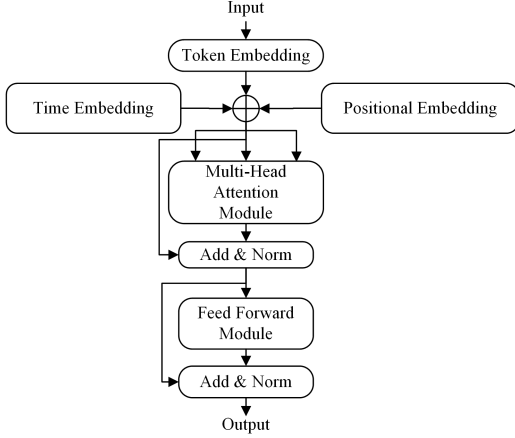 Input
Token Embedding
Time Embedding
Positional Embedding
Multi-Head
Attention
Module
Add & Norm
Feed Forward
Module
Add & Norm
Output